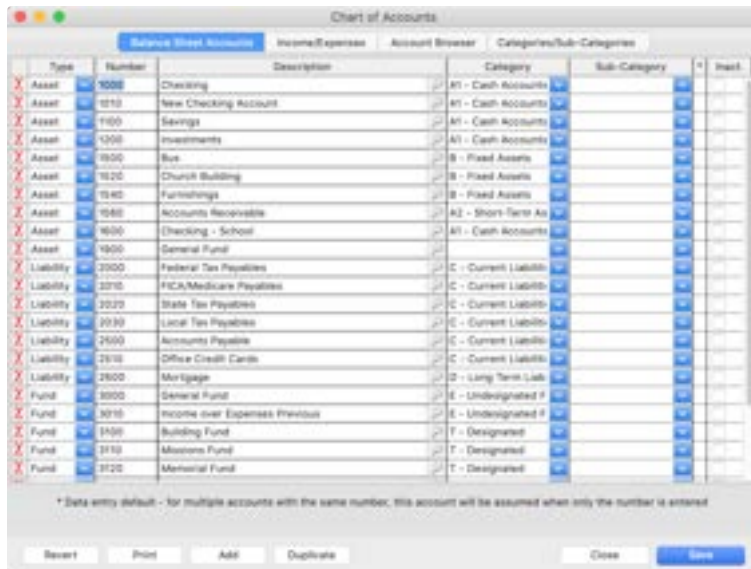 Chart of Accounts
Balance Sheet Accounts Income/Expenses Account Browser Categories/Sub-Categories
Type Number Description Category Sub-Category * Inact.
X Asset 1000 Checking A1 - Cash Accounts
X Asset 1010 New Checking Account A1 - Cash Accounts
X Asset 1100 Savings A1 - Cash Accounts
X Asset 1200 Investments A1 - Cash Accounts
X Asset 1500 Bus B - Fixed Assets
X Asset 1520 Church Building B - Fixed Assets
X Asset 1540 Furnishings B - Fixed Assets
X Asset 1560 Accounts Receivable A2 - Short-Term As
X Asset 1600 Checking - School A1 - Cash Accounts
X Asset 1900 General Fund
X Liability 2000 Federal Tax Payables C - Current Liabiliti
X Liability 2010 FICA/Medicare Payables C - Current Liabiliti
X Liability 2020 State Tax Payables C - Current Liabiliti
X Liability 2030 Local Tax Payables C - Current Liabiliti
X Liability 2500 Accounts Payable C - Current Liabiliti
X Liability 2510 Office Credit Cards C - Current Liabiliti
X Liability 2600 Mortgage D - Long Term Liab
X Fund 3000 General Fund E - Undesignated F
X Fund 3010 Income over Expenses Previous E - Undesignated F
X Fund 3100 Building Fund T - Designated
X Fund 3110 Missions Fund T - Designated
X Fund 3120 Memorial Fund T - Designated
* Data entry default - for multiple accounts with the same number, this account will be assumed when only the number is entered
Revert Print Add Duplicate Close Save